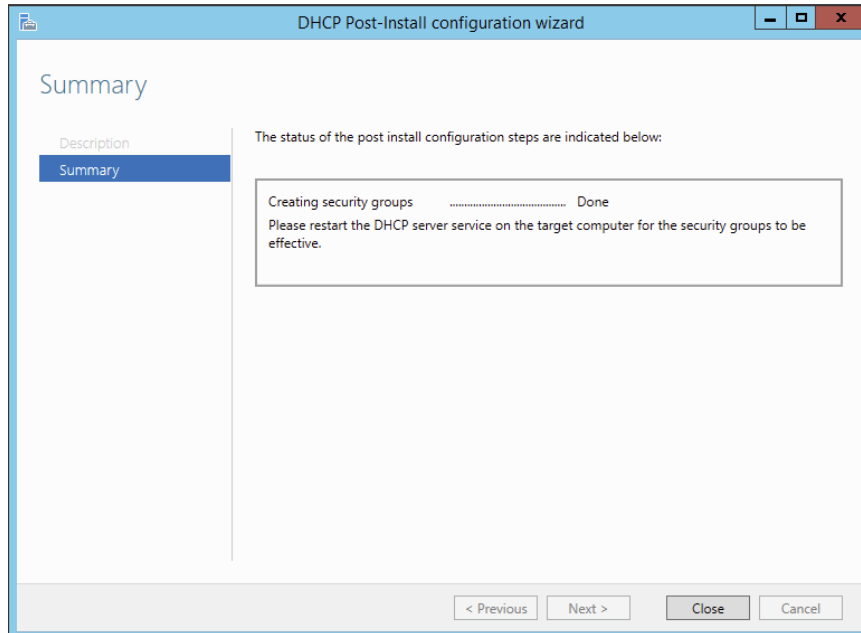 DHCP Post-Install configuration wizard
Summary
Description
Summary
The status of the post install configuration steps are indicated below:
Creating security groups ........................................ Done
Please restart the DHCP server service on the target computer for the security groups to be
effective.
< Previous
Next >
Close
Cancel